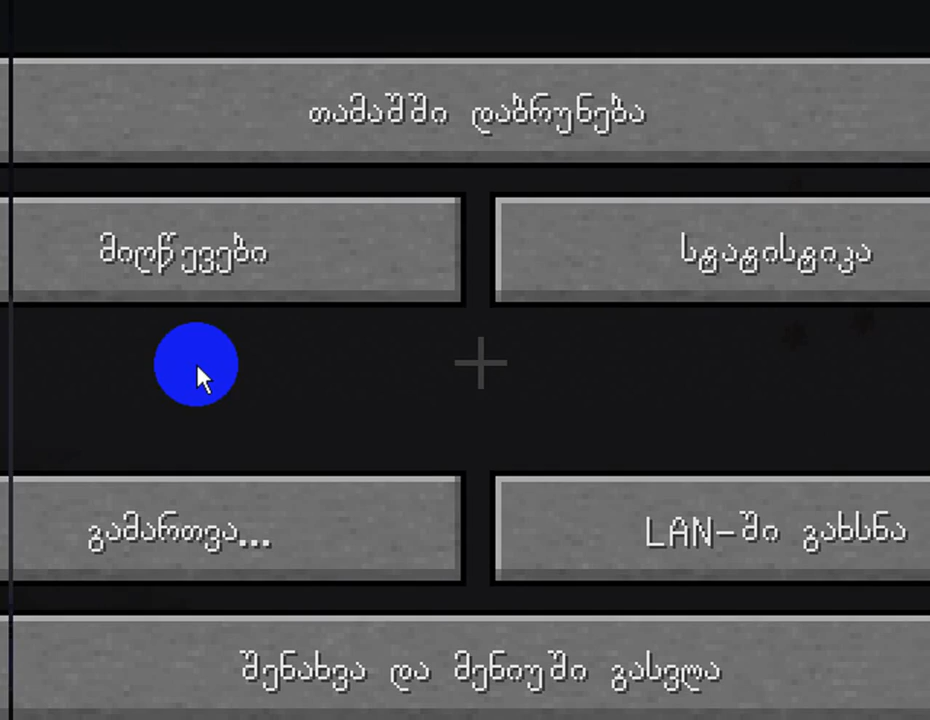 თამაშში დაბრუნება
მიღწევები
სტატისტიკა
გამართვა...
LAN-ში გახსნა
შენახვა და მენიუში გასვლა